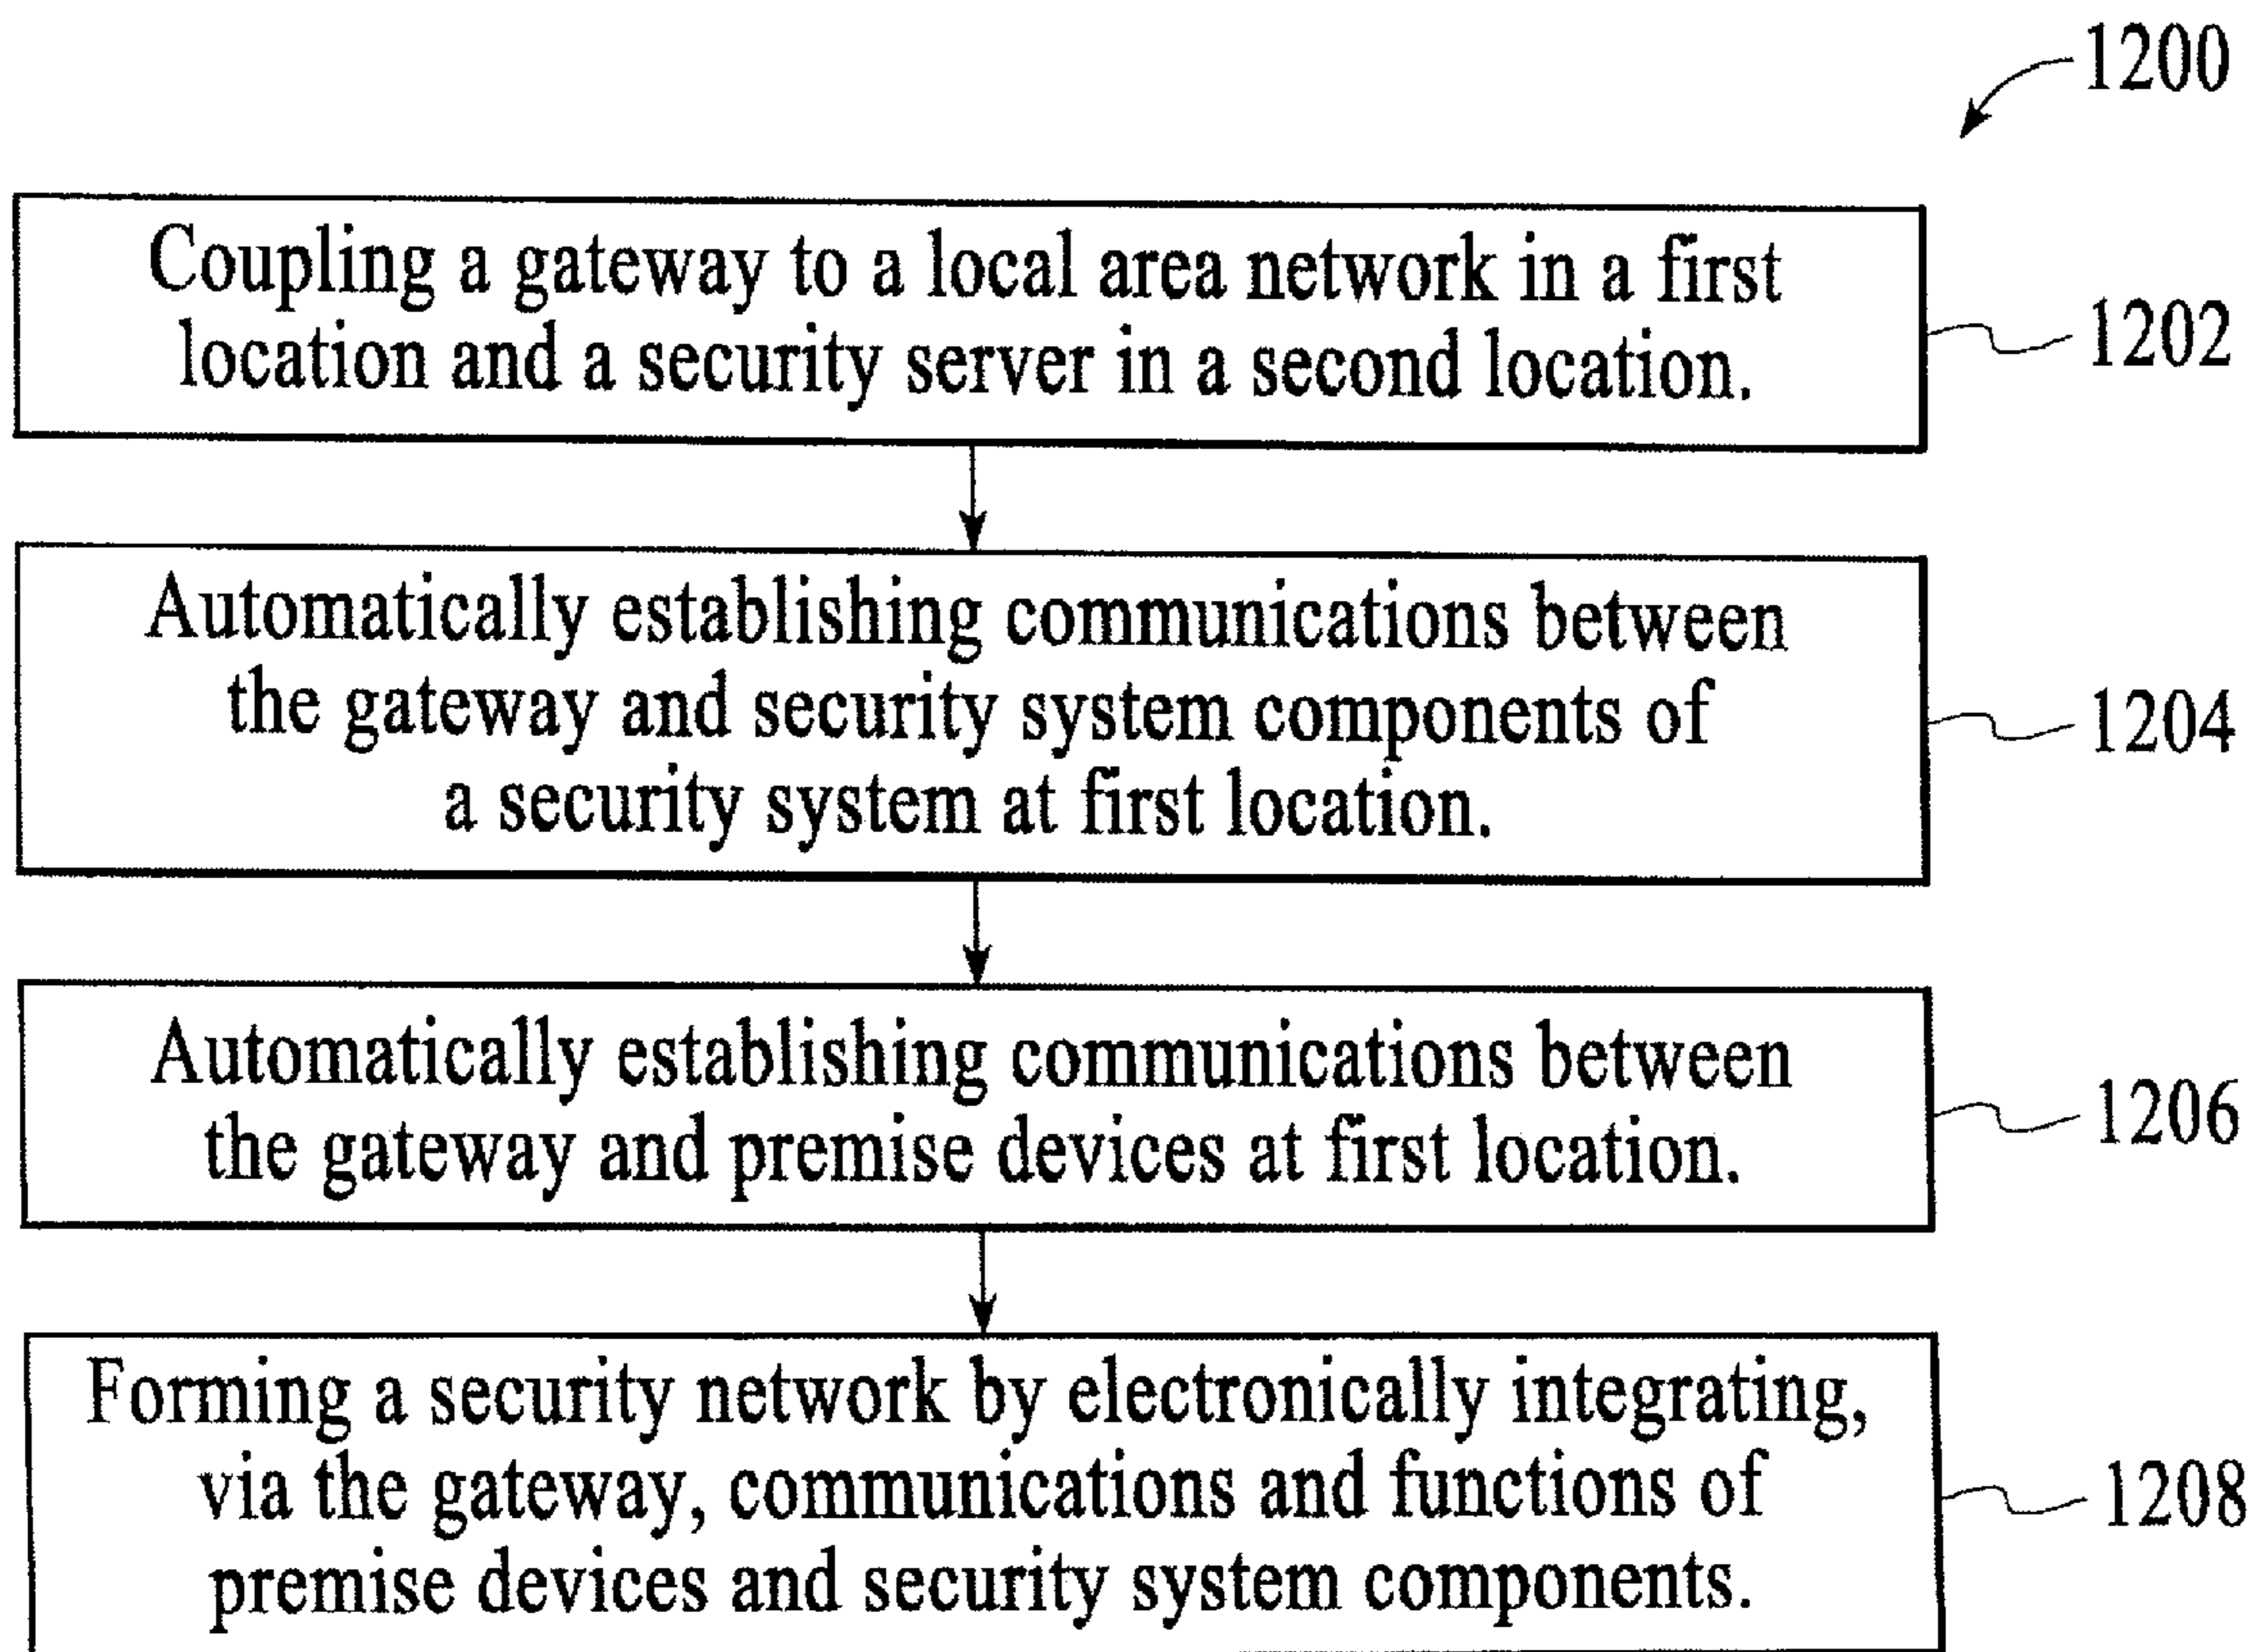 1200
Coupling a gateway to a local area network in a first
location and a security server in a second location.
1202
Automatically establishing communications between
the gateway and security system components of
a security system at first location.
1204
Automatically establishing communications between
the gateway and premise devices at first location.
1206
Forming a security network by electronically integrating,
via the gateway, communications and functions of
premise devices and security system components.
1208